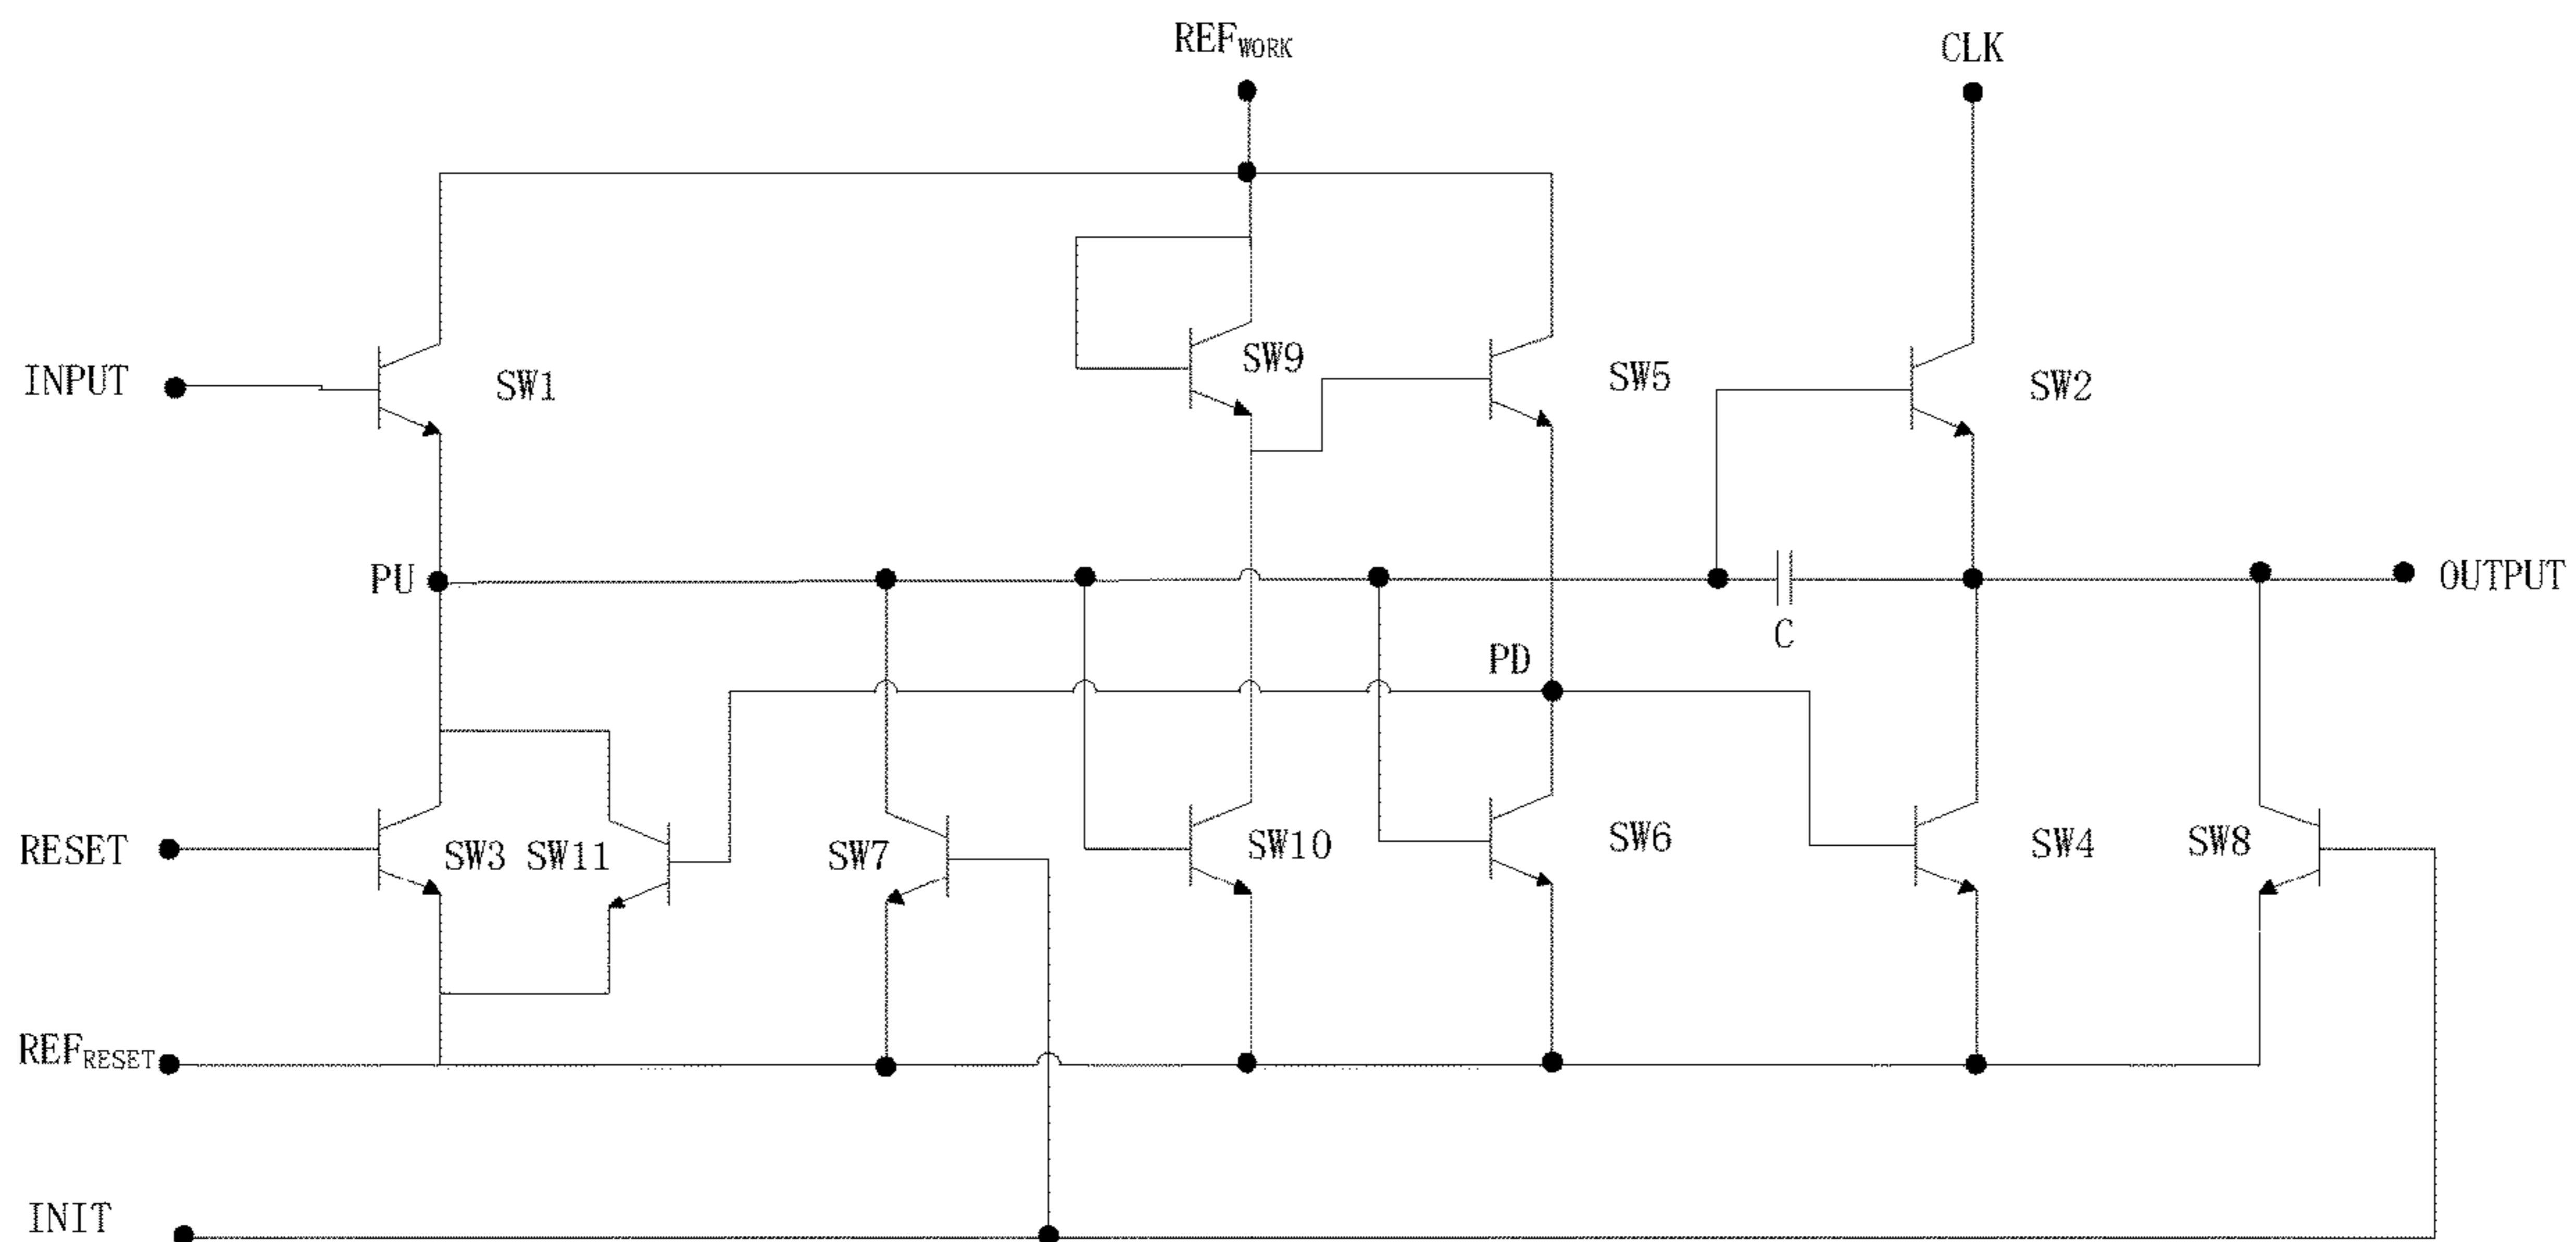 REFWORK
CLK
INPUT
SW1
SW9
SW5
SW2
PU
OUTPUT
C
PD
RESET
SW3
SW11
SW7
SW10
SW6
SW4
SW8
REFRESET
INIT